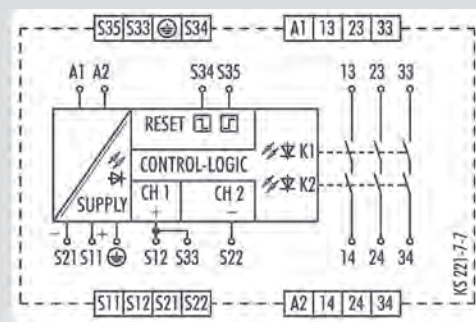 S35 S33 S34 A1 13 23 33
A1 A2 S34 S35 13 23 33
RESET
CONTROL-LOGIC K1
CH 1 CH 2 K2
SUPPLY + −
− +
S21 S11 S12 S33 S22 14 24 34
KS 221-7-7
S11 S12 S21 S22 A2 14 24 34